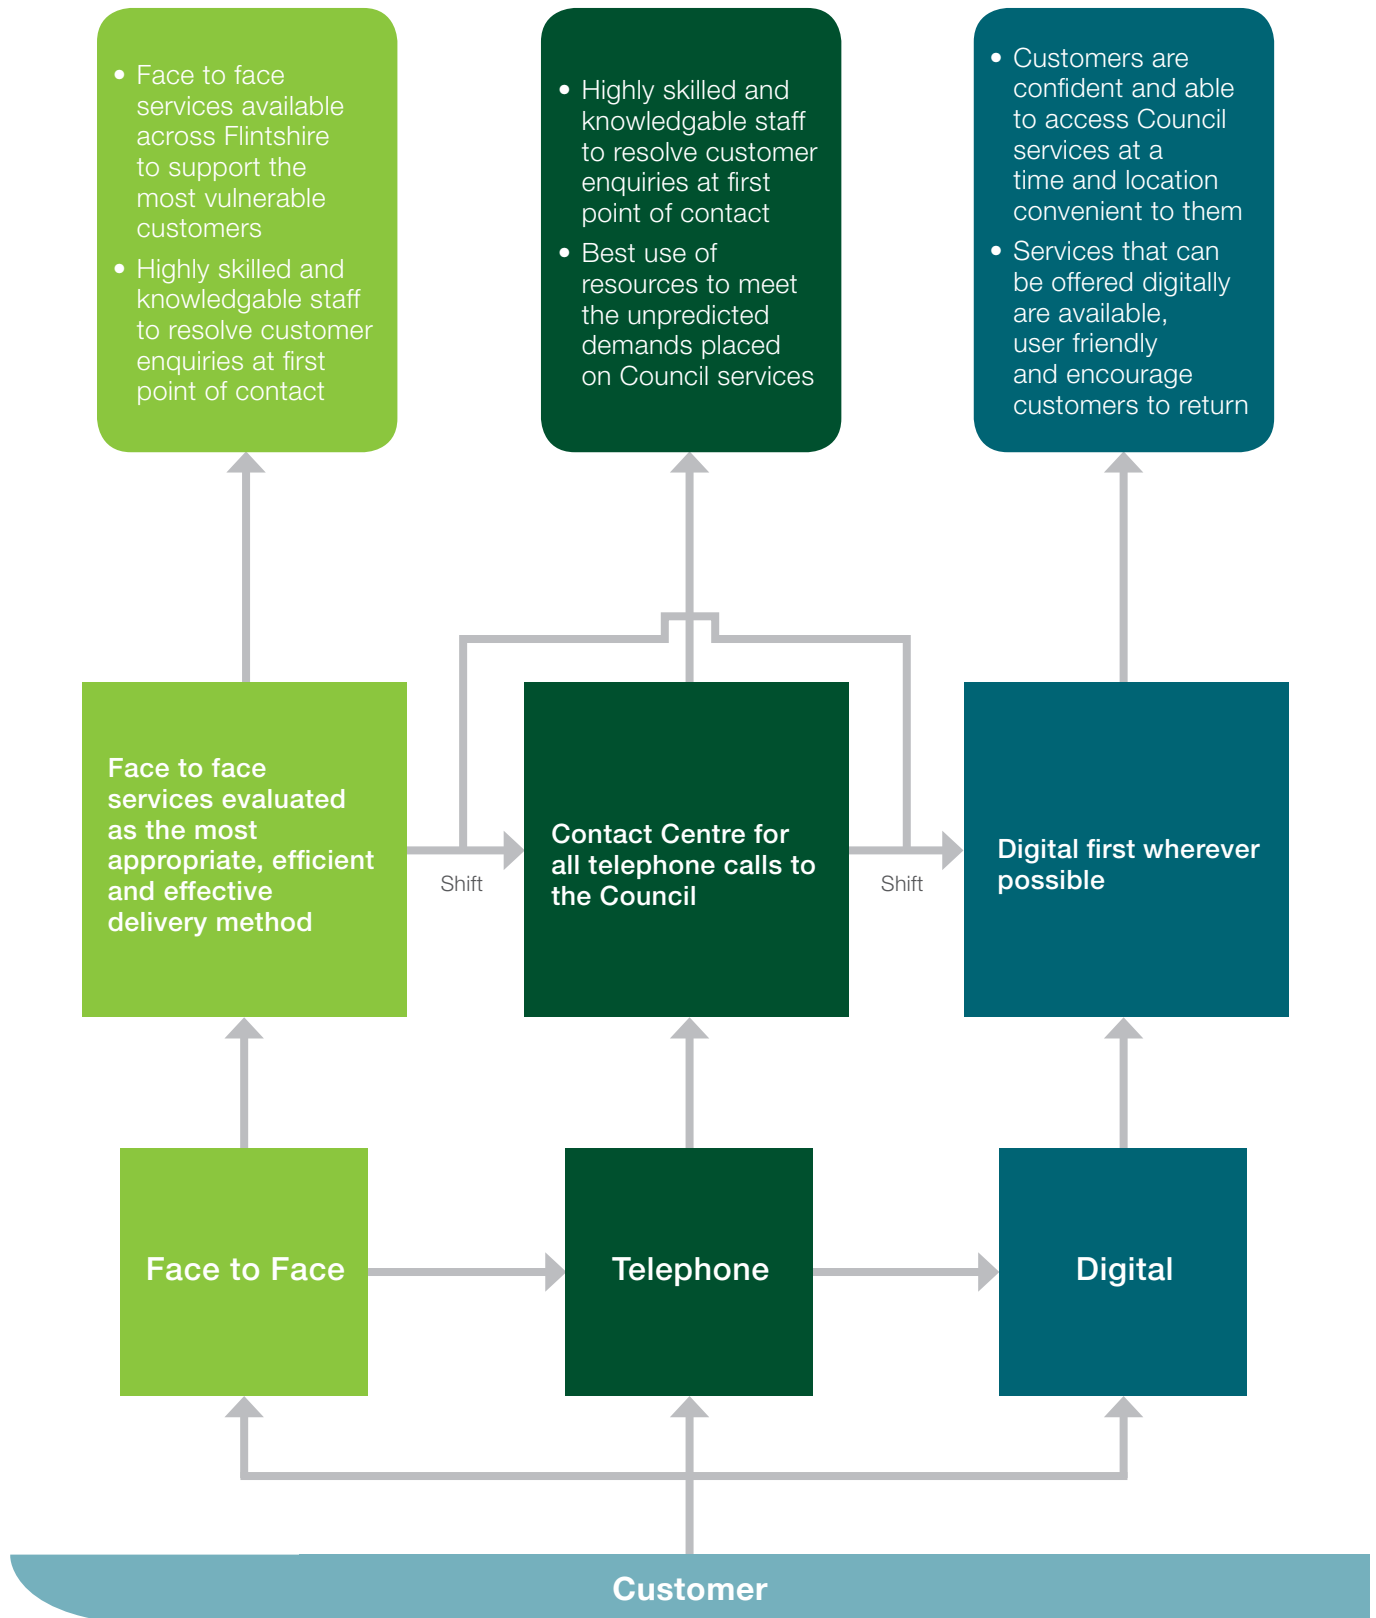 • Face to face
services available
across Flintshire
to support the
most vulnerable
customers
• Highly skilled and
knowledgable staff
to resolve customer
enquiries at first
point of contact
• Highly skilled and
knowledgable staff
to resolve customer
enquiries at first
point of contact
• Best use of
resources to meet
the unpredicted
demands placed
on Council services
• Customers are
confident and able
to access Council
services at a
time and location
convenient to them
• Services that can
be offered digitally
are available,
user friendly
and encourage
customers to return
Face to face
services evaluated
as the most
appropriate, efficient
and effective
delivery method
Shift
Contact Centre for
all telephone calls to
the Council
Shift
Digital first wherever
possible
Face to Face
Telephone
Digital
Customer